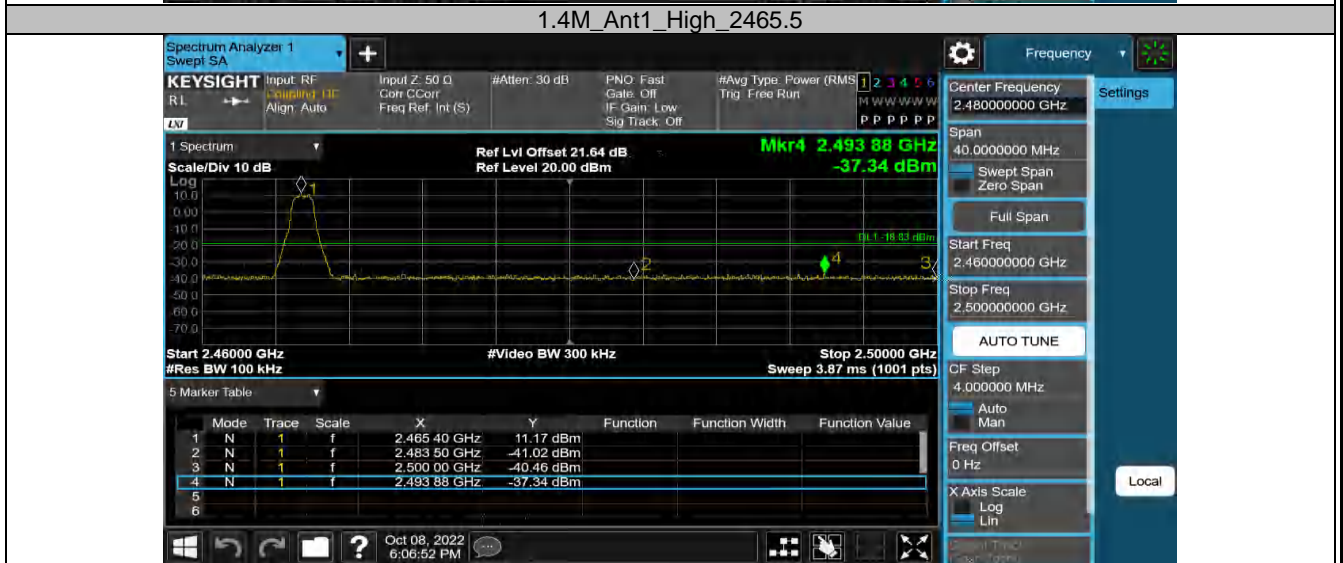 1.4M_Ant1_High_2465.5
Spectrum Analyzer 1
Swept SA
+
Frequency
KEYSIGHT
RL
LXI
Input: RF
Coupling: DC
Align: Auto
Input Z: 50 Ω
Corr CCorr
Freq Ref: Int (S)
#Atten: 30 dB
PNO: Fast
Gate: Off
IF Gain: Low
Sig Track: Off
#Avg Type: Power (RMS
Trig: Free Run
1 2 3 4 5 6
M W W W W W
P P P P P P
Center Frequency
2.480000000 GHz
Settings
1 Spectrum
Scale/Div 10 dB
Ref Lvl Offset 21.64 dB
Ref Level 20.00 dBm
Mkr4 2.493 88 GHz
-37.34 dBm
Span
40.0000000 MHz
Swept Span
Zero Span
Full Span
Log
10.0
0.00
-10.0
-20.0
-30.0
-40.0
-50.0
-60.0
-70.0
1
2
3
4
Start Freq
2.460000000 GHz
Stop Freq
2.500000000 GHz
AUTO TUNE
Start 2.46000 GHz
#Video BW 300 kHz
Stop 2.50000 GHz
#Res BW 100 kHz
Sweep 3.87 ms (1001 pts)
CF Step
4.000000 MHz
Auto
Man
5 Marker Table
Mode Trace Scale X Y Function Function Width Function Value
1 N 1 f 2.465 40 GHz 11.17 dBm
2 N 1 f 2.483 50 GHz -41.02 dBm
3 N 1 f 2.500 00 GHz -40.46 dBm
4 N 1 f 2.493 88 GHz -37.34 dBm
5
6
Freq Offset
0 Hz
X Axis Scale
Log
Lin
Local
?
Oct 08, 2022
6:06:52 PM